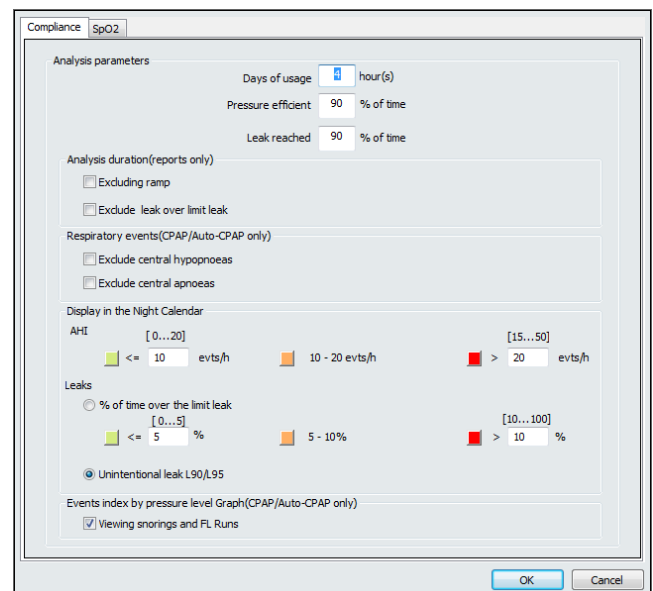 Compliance SpO2
Analysis parameters
Days of usage 4 hour(s)
Pressure efficient 90 % of time
Leak reached 90 % of time
Analysis duration(reports only)
Excluding ramp
Exclude leak over limit leak
Respiratory events(CPAP/Auto-CPAP only)
Exclude central hypopnoeas
Exclude central apnoeas
Display in the Night Calendar
AHI [ 0...20] [15...50]
<= 10 evts/h 10 - 20 evts/h > 20 evts/h
Leaks
% of time over the limit leak
[ 0...5] [10...100]
<= 5 % 5 - 10% > 10 %
Unintentional leak L90/L95
Events index by pressure level Graph(CPAP/Auto-CPAP only)
Viewing snorings and FL Runs
OK Cancel